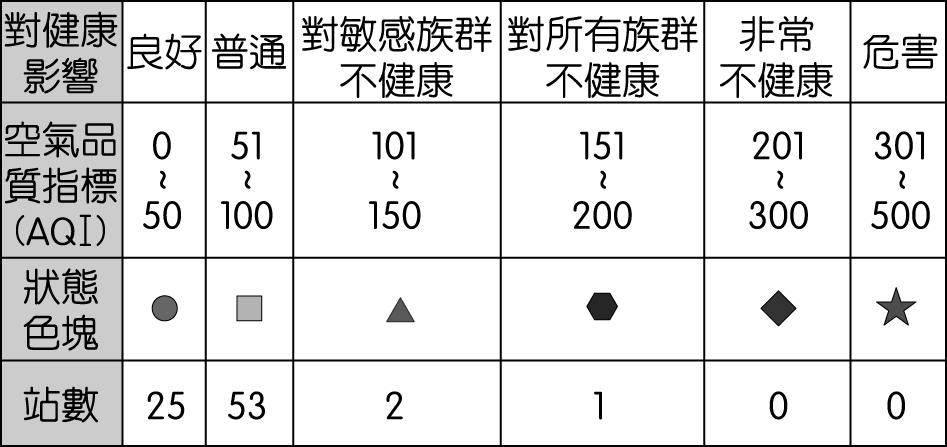 對健康
影響
良好
普通
對敏感族群
不健康
對所有族群
不健康
非常
不健康
危害
空氣品
質指標
(AQI)
0
~
50
51
~
100
101
~
150
151
~
200
201
~
300
301
~
500
狀態
色塊
站數
25
53
2
1
0
0